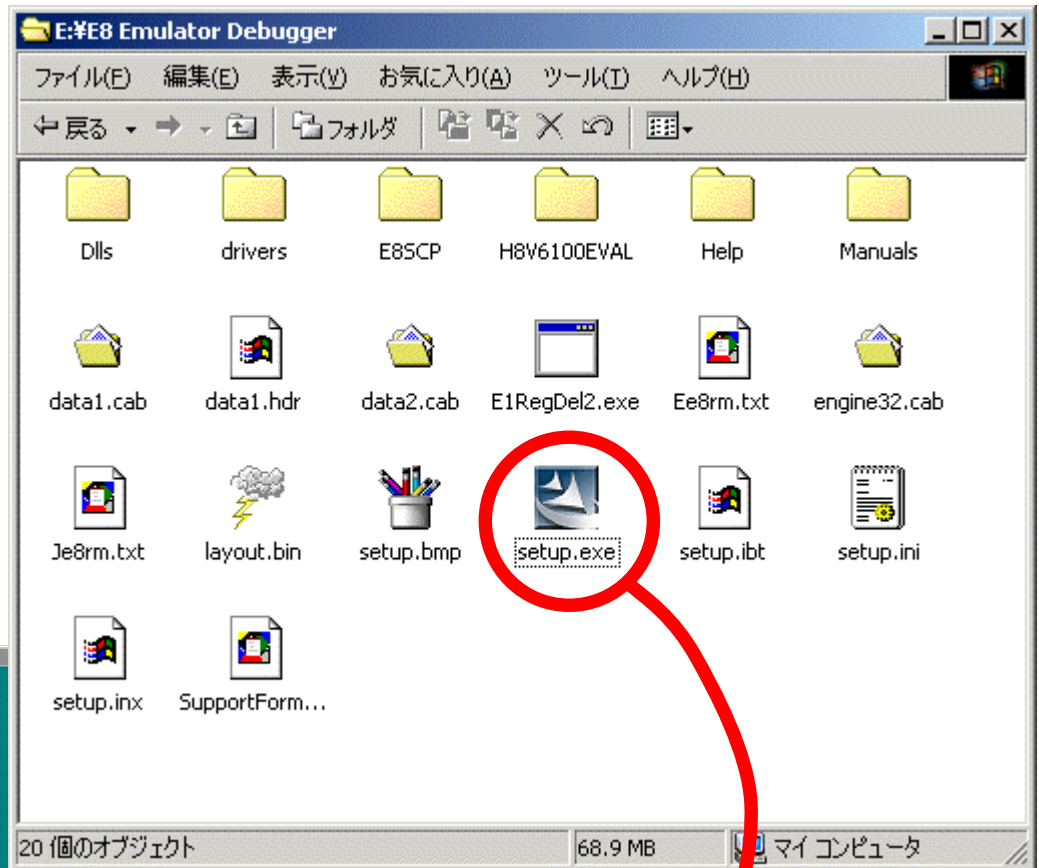 E:¥E8 Emulator Debugger
ファイル(F) 編集(E) 表示(V) お気に入り(A) ツール(T) ヘルプ(H)
戻る フォルダ
Dlls drivers E8SCP H8V6100EVAL Help Manuals
data1.cab data1.hdr data2.cab E1RegDel2.exe Ee8rm.txt engine32.cab
Je8rm.txt layout.bin setup.bmp setup.exe setup.ibt setup.ini
setup.inx SupportForm...
20 個のオブジェクト 68.9 MB マイ コンピュータ